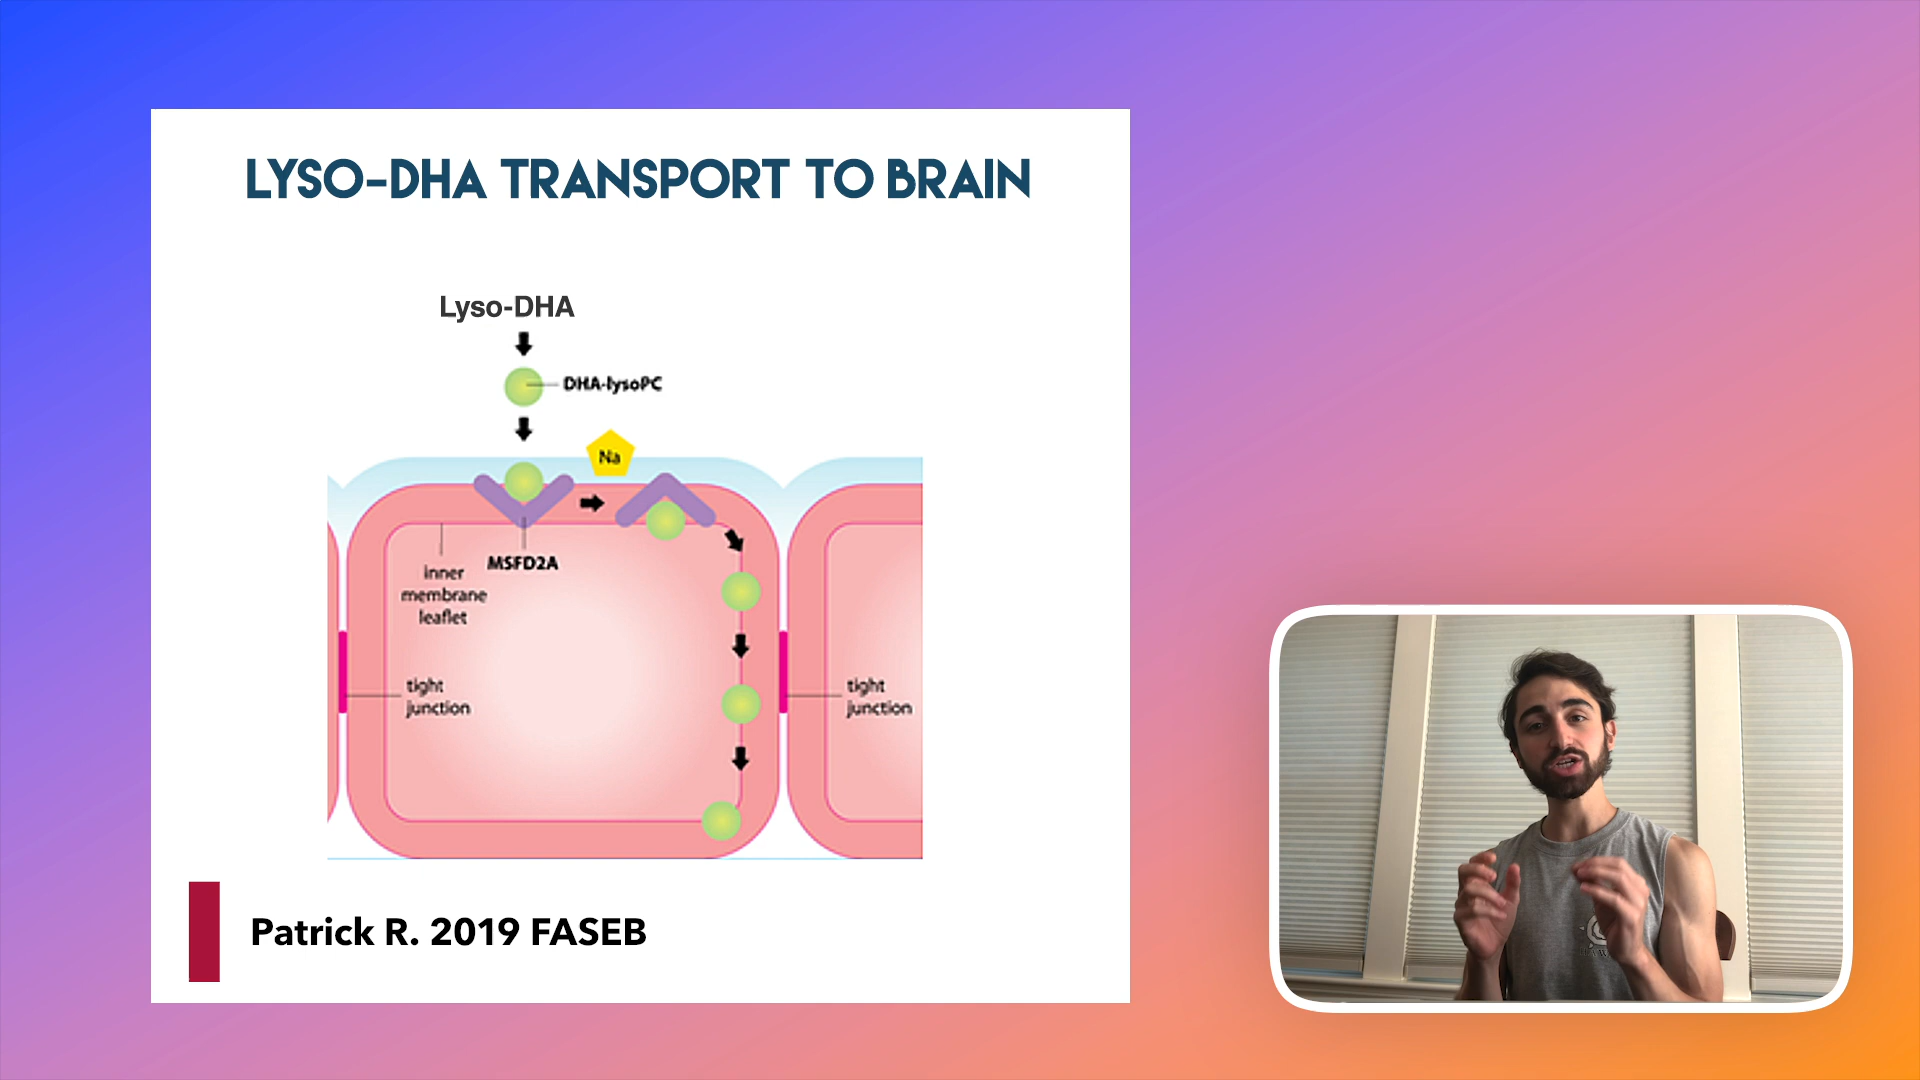 LYSO-DHA TRANSPORT TO BRAIN
Lyso-DHA
DHA-lysoPC
Na
MSFD2A
inner
membrane
leaflet
tight
junction
tight
junction
Patrick R. 2019 FASEB